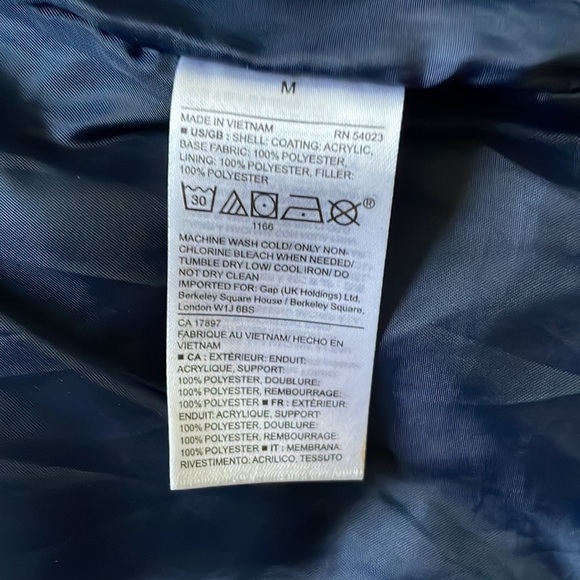 M
MADE IN VIETNAM RN 54023
■ US/GB : SHELL: COATING: ACRYLIC,
BASE FABRIC: 100% POLYESTER,
LINING: 100% POLYESTER, FILLER:
100% POLYESTER
30 ®
1166
MACHINE WASH COLD/ ONLY NON-
CHLORINE BLEACH WHEN NEEDED/
TUMBLE DRY LOW/ COOL IRON/ DO
NOT DRY CLEAN
IMPORTED FOR: Gap (UK Holdings) Ltd,
Berkeley Square House / Berkeley Square,
London W1J 6BS
CA 17897
FABRIQUÉ AU VIETNAM/ HECHO EN
VIETNAM
■ CA : EXTÉRIEUR: ENDUIT:
ACRYLIQUE, SUPPORT:
100% POLYESTER, DOUBLURE:
100% POLYESTER, REMBOURRAGE:
100% POLYESTER ■ FR : EXTÉRIEUR:
ENDUIT: ACRYLIQUE, SUPPORT
100% POLYESTER, DOUBLURE:
100% POLYESTER, REMBOURRAGE:
100% POLYESTER ■ IT : MEMBRANA:
RIVESTIMENTO: ACRILICO, TESSUTO